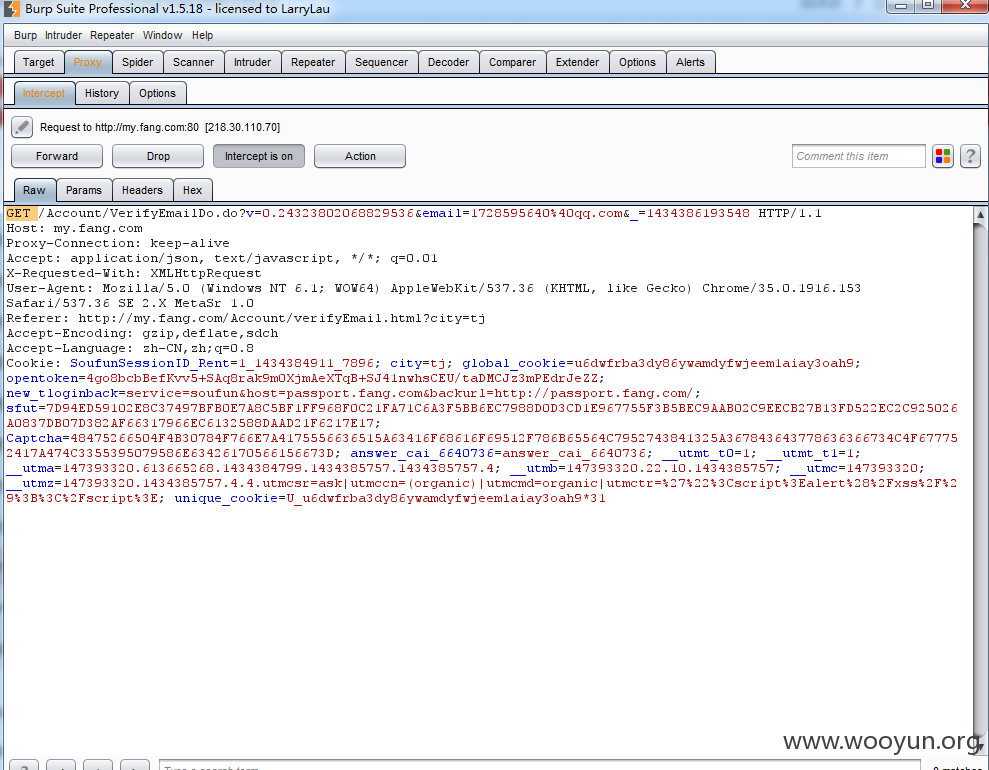 Burp Suite Professional v1.5.18 - licensed to LarryLau
Burp Intruder Repeater Window Help
Target Proxy Spider Scanner Intruder Repeater Sequencer Decoder Comparer Extender Options Alerts
Intercept History Options
Request to http://my.fang.com:80 [218.30.110.70]
Forward Drop Intercept is on Action Comment this item ?
Raw Params Headers Hex
GET /Account/VerifyEmailDo.do?v=0.24323802068829536&email=1728595640%40qq.com&_=1434386193548 HTTP/1.1
Host: my.fang.com
Proxy-Connection: keep-alive
Accept: application/json, text/javascript, */*; q=0.01
X-Requested-With: XMLHttpRequest
User-Agent: Mozilla/5.0 (Windows NT 6.1; WOW64) AppleWebKit/537.36 (KHTML, like Gecko) Chrome/35.0.1916.153
Safari/537.36 SE 2.X MetaSr 1.0
Referer: http://my.fang.com/Account/verifyEmail.html?city=tj
Accept-Encoding: gzip,deflate,sdch
Accept-Language: zh-CN,zh;q=0.8
Cookie: SoufunSessionID_Rent=1_1434384911_7896; city=tj; global_cookie=u6dwfrba3dy86ywamdyfwjeem1aiay3oah9;
opentoken=4go8bcbBefKvv5+SAq8rak9mOXjmAeXTqB+SJ41nwhsCEU/taDMCJz3mPEdrJeZZ;
new_tloginback=service=soufun&host=passport.fang.com&backurl=http://passport.fang.com/;
sfut=7D94ED59102E8C37497BFB0E7A8C5BF1FF968F0C21FA71C6A3F5BB6EC7988D0D3CD1E967755F3B5BEC9AAB02C9EECB27B13FD522EC2C925026
A0837DB07D382AF66317966EC6132588DAAD21F6217E17;
Captcha=48475266504F4B30784F766E7A4175556636515A63416F68616F69512F786B65564C7952743841325A3678436437786363667 34C4F677752417A474C3355395079586E63426170566156673D; answer_cai_6640736=answer_cai_6640736; __utmt_t0=1; __utmt_t1=1;
__utma=147393320.613665268.1434384799.1434385757.1434385757.4; __utmb=147393320.22.10.1434385757; __utmc=147393320;
__utmz=147393320.1434385757.4.4.utmcsr=ask|utmccn=(organic)|utmcmd=organic|utmctr=%27%22%3Cscript%3Ealert%28%2Fxss%2F%2
9%3B%3C%2Fscript%3E; unique_cookie=U_u6dwfrba3dy86ywamdyfwjeem1aiay3oah9*31
www.wooyun.org